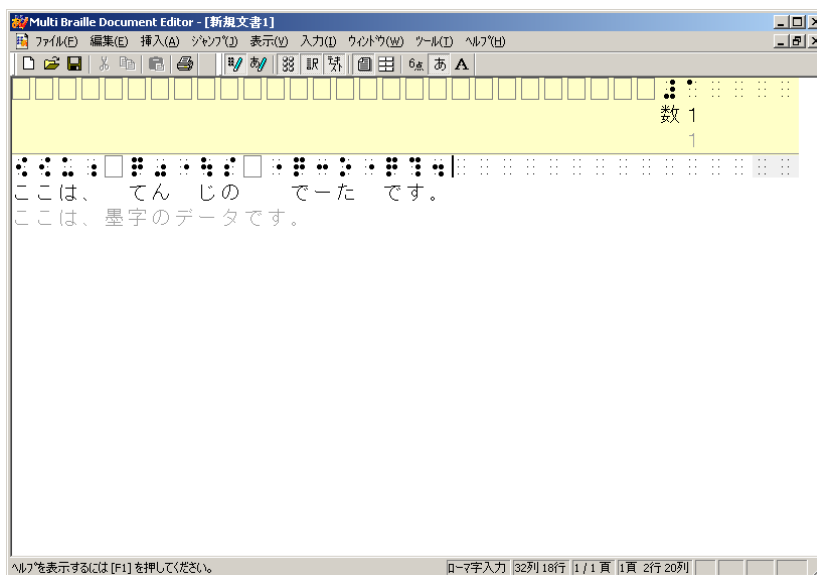 Multi Braille Document Editor - [新規文書1]
ファイル(F) 編集(E) 挿入(A) ジャンプ(J) 表示(V) 入力(I) ウィンドウ(W) ツール(T) ヘルプ(H)
訳 6点 あ A
数 1
1
⠪⠪⠥⠰ ⠟⠴⠐⠳⠎ ⠐⠟⠒⠕⠐⠟⠹⠲
ここは、 てん じの でーた です。
ここは、墨字のデータです。
ヘルプを表示するには [F1] を押してください。 ローマ字入力 32列 18行 1 / 1 頁 1頁 2行 20列